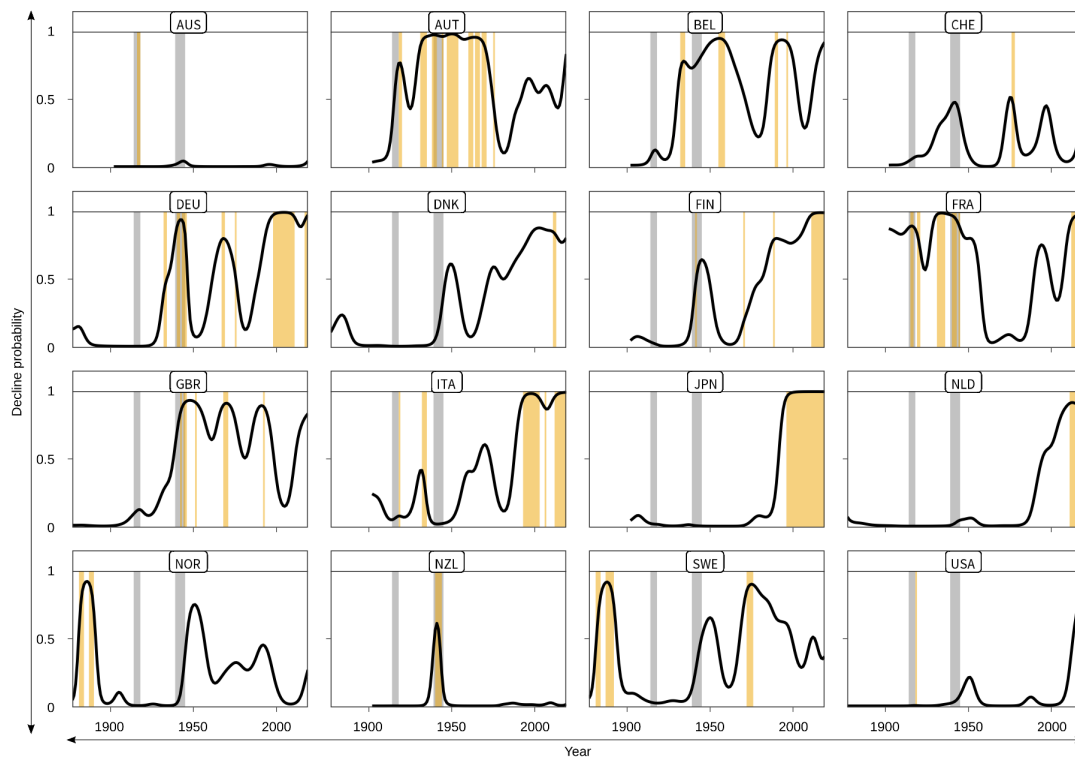 AUS AUT BEL CHE
1
0.5
0
DEU DNK FIN FRA
1
0.5
0
GBR ITA JPN NLD
1
0.5
0
NOR NZL SWE USA
1
0.5
0
1900 1950 2000 1900 1950 2000 1900 1950 2000 1900 1950 2000
Decline probability
Year